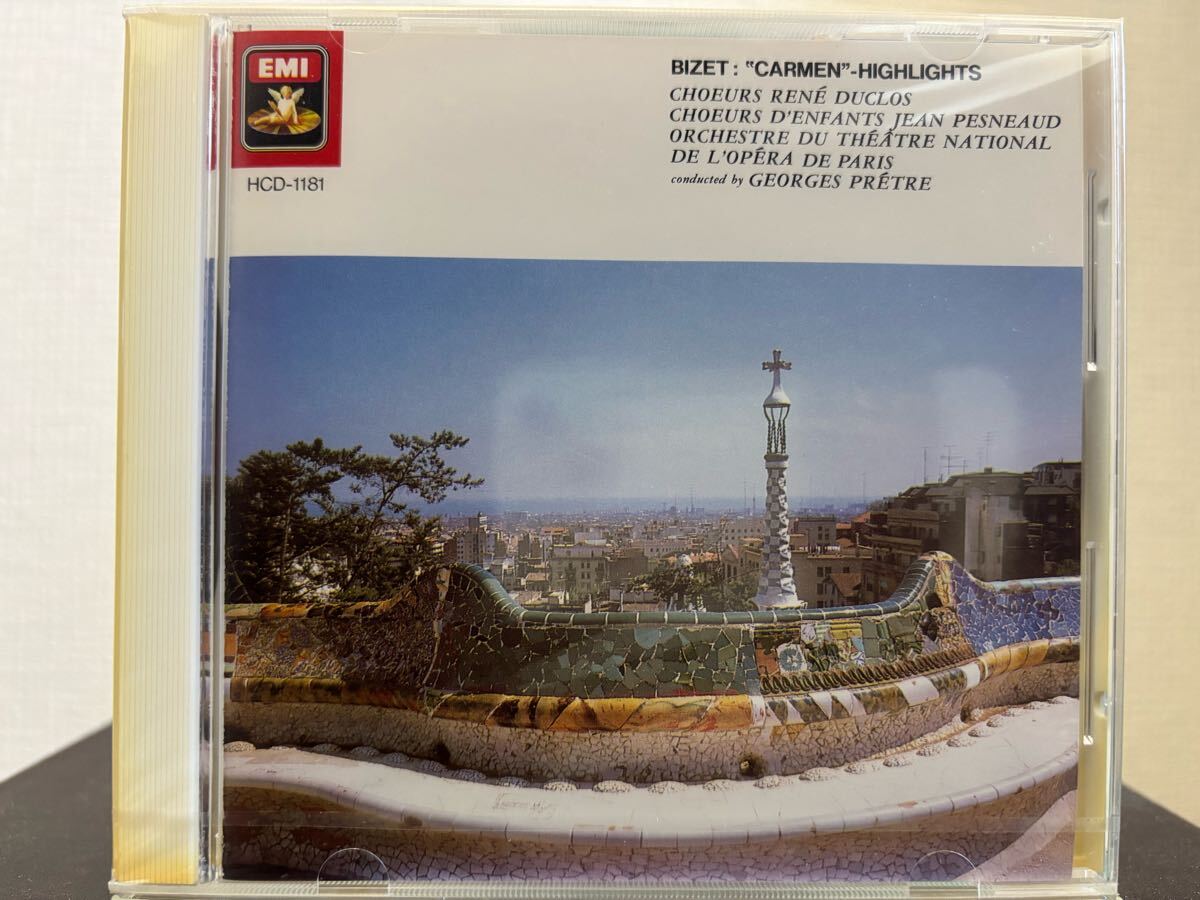 EMI
HCD-1181
BIZET: "CARMEN"-HIGHLIGHTS
CHOEURS RENÉ DUCLOS
CHOEURS D'ENFANTS JEAN PESNEAUD
ORCHESTRE DU THÉÂTRE NATIONAL
DE L'OPÉRA DE PARIS
conducted by GEORGES PRÉTRE